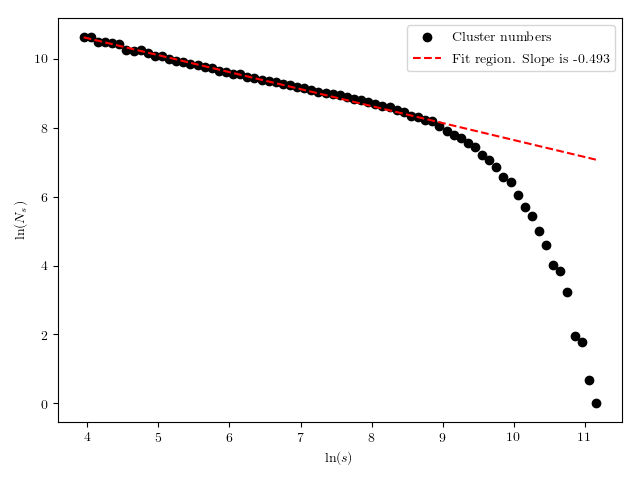 Cluster numbers
Fit region. Slope is -0.493
10
8
6
4
2
0
ln(N_s)
4 5 6 7 8 9 10 11
ln(s)